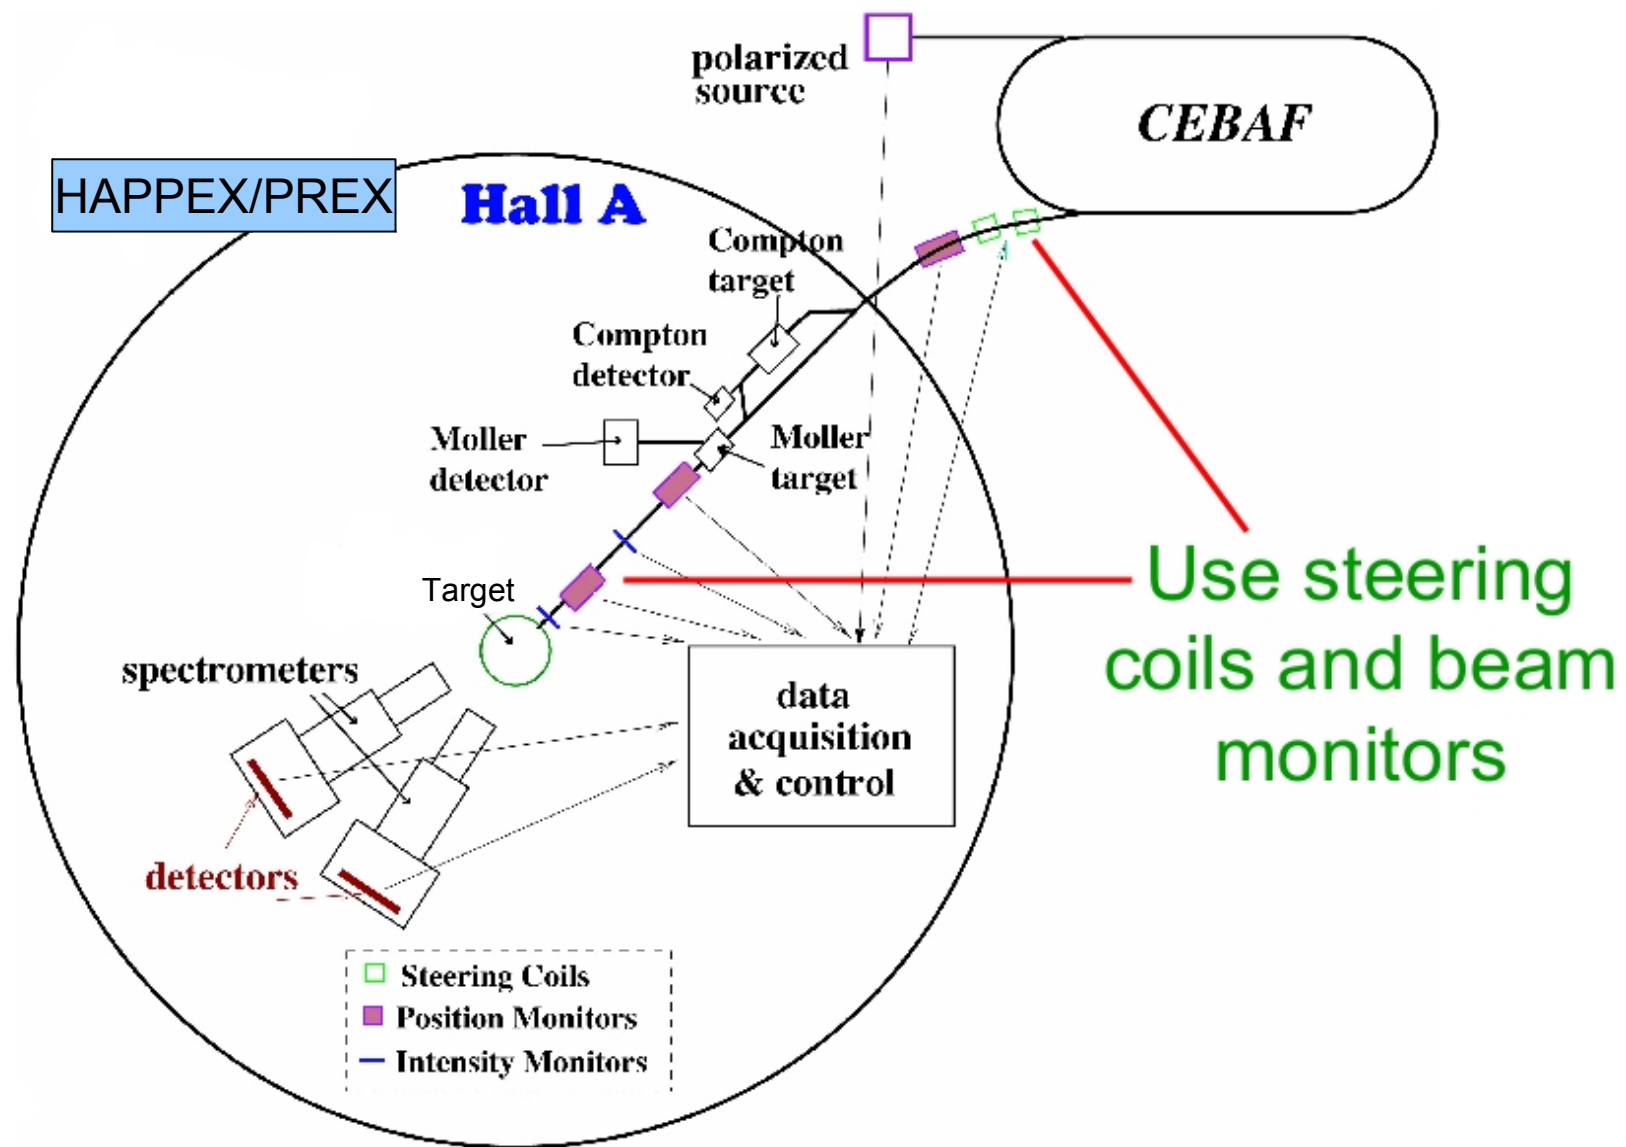 polarized
source
CEBAF
HAPPEX/PREX
Hall A
Compton
target
Compton
detector
Moller
detector
Moller
target
Target
Use steering
coils and beam
monitors
spectrometers
data
acquisition
& control
detectors
Steering Coils
Position Monitors
Intensity Monitors